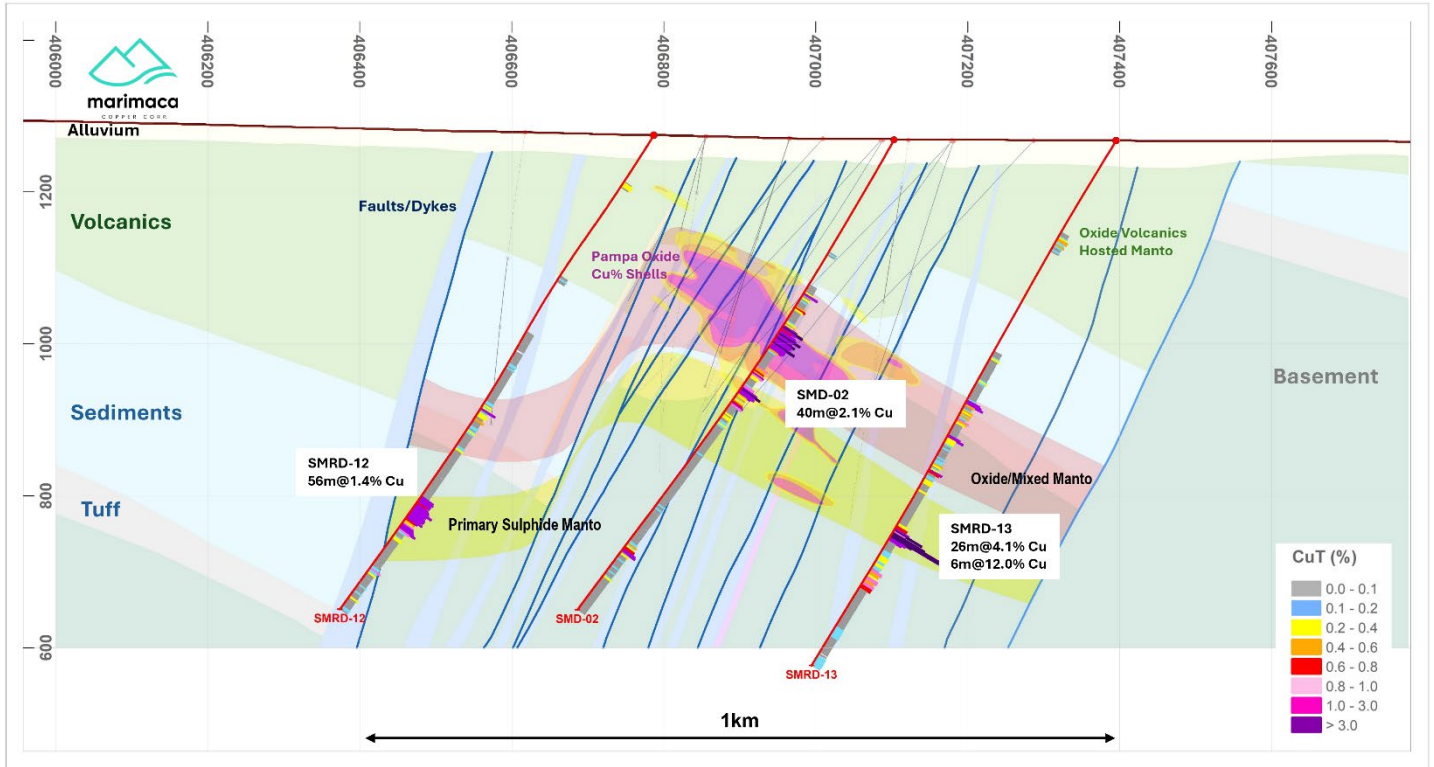 406000
406200
406400
406600
406800
407000
407200
407400
407600
marimaca
COPPER CORP.
Alluvium
1200
1000
800
600
Volcanics
Faults/Dykes
Pampa Oxide
Cu% Shells
Oxide Volcanics
Hosted Manto
Basement
Sediments
SMD-02
40m@2.1% Cu
SMRD-12
56m@1.4% Cu
Oxide/Mixed Manto
Tuff
Primary Sulphide Manto
SMRD-13
26m@4.1% Cu
6m@12.0% Cu
SMRD-12
SMD-02
SMRD-13
CuT (%)
0.0 - 0.1
0.1 - 0.2
0.2 - 0.4
0.4 - 0.6
0.6 - 0.8
0.8 - 1.0
1.0 - 3.0
> 3.0
1km